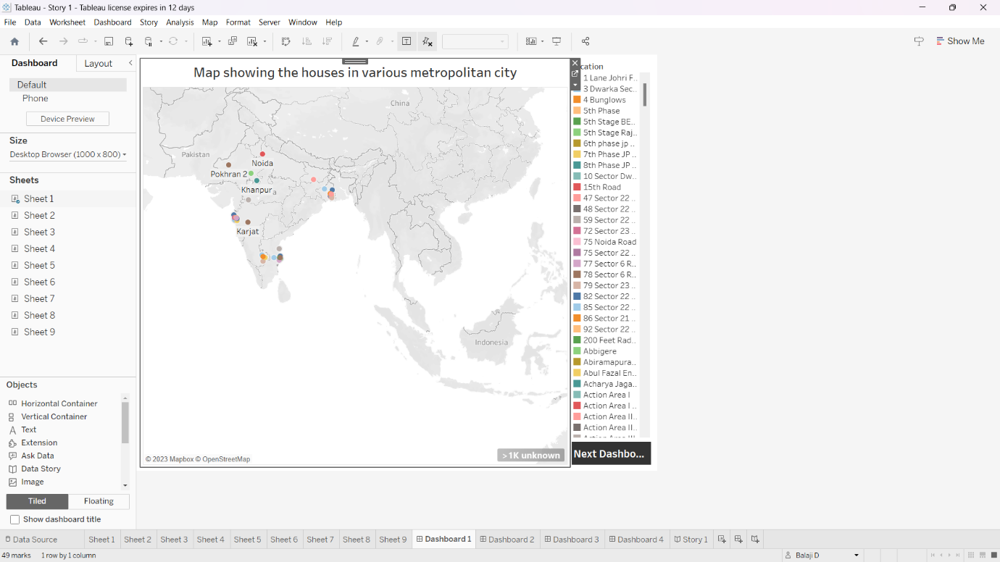 Tableau - Story 1 - Tableau license expires in 12 days
File Data Worksheet Dashboard Story Analysis Map Format Server Window Help
Show Me
Dashboard Layout
Default
Phone
Device Preview
Size
Desktop Browser (1000 x 800)
Sheets
Sheet 1
Sheet 2
Sheet 3
Sheet 4
Sheet 5
Sheet 6
Sheet 7
Sheet 8
Sheet 9
Objects
Horizontal Container
Vertical Container
Text
Extension
Ask Data
Data Story
Image
Tiled Floating
Show dashboard title
Map showing the houses in various metropolitan city
China
Pakistan
Noida
Pokhran 2
Khanpur
Karjat
Indonesia
© 2023 Mapbox © OpenStreetMap
>1K unknown
cation
1 Lane Johri F..
3 Dwarka Sec..
4 Bunglows
5th Phase
5th Stage BE..
5th Stage Raj..
6th phase jp ..
7th Phase JP ..
8th Phase JP ..
10 Sector Dw..
15th Road
47 Sector 22 ..
48 Sector 22 ..
59 Sector 22 ..
72 Sector 23 ..
75 Noida Road
75 Sector 22 ..
77 Sector 6 R..
78 Sector 6 R..
79 Sector 23 ..
82 Sector 22 ..
85 Sector 22 ..
86 Sector 21 ..
92 Sector 22 ..
200 Feet Rad..
Abbigere
Abiramapura..
Abul Fazal En..
Acharya Jaga..
Action Area I
Action Area I ..
Action Area II..
Action Area II..
Action Area III..
Next Dashbo...
Data Source Sheet 1 Sheet 2 Sheet 3 Sheet 4 Sheet 5 Sheet 6 Sheet 7 Sheet 8 Sheet 9 Dashboard 1 Dashboard 2 Dashboard 3 Dashboard 4 Story 1
49 marks 1 row by 1 column Balaji D